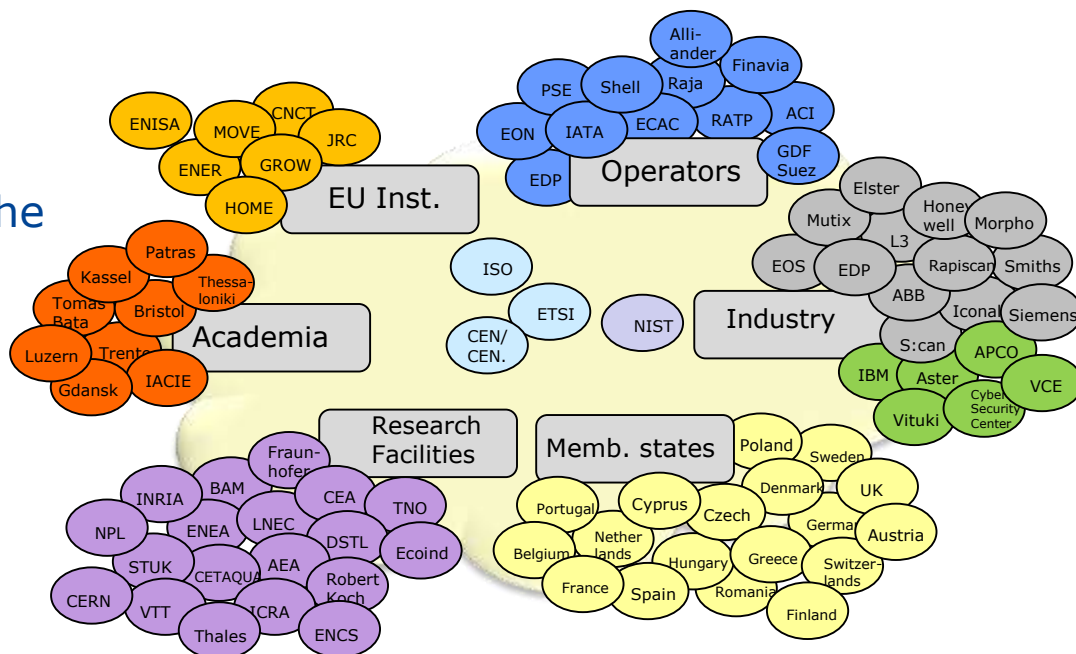 he
ENISA
MOVE
CNCT
JRC
ENER
GROW
HOME
EU Inst.
Alli-
ander
Finavia
PSE
Shell
Raja
EON
IATA
ECAC
RATP
ACI
EDP
GDF
Suez
Operators
Elster
Mutix
Honey
well
Morpho
L3
EOS
EDP
Rapiscan
Smiths
ABB
Iconal
Siemens
S:can
Industry
IBM
Aster
APCO
VCE
Vituki
Cyber
Security
Center
Patras
Kassel
Thessa-
loniki
Tomas
Bata
Bristol
Luzern
Trento
Gdansk
IACIE
Academia
ISO
ETSI
CEN/
CEN.
NIST
Research
Facilities
Fraun-
hofer
BAM
INRIA
CEA
TNO
NPL
ENEA
LNEC
DSTL
Ecoind
STUK
CETAQUA
AEA
Robert
Koch
CERN
VTT
ICRA
Thales
ENCS
Memb. states
Poland
Sweden
Portugal
Cyprus
Denmark
UK
Czech
German
Austria
Belgium
Nether
lands
Hungary
Greece
Switzer-
lands
France
Spain
Romania
Finland